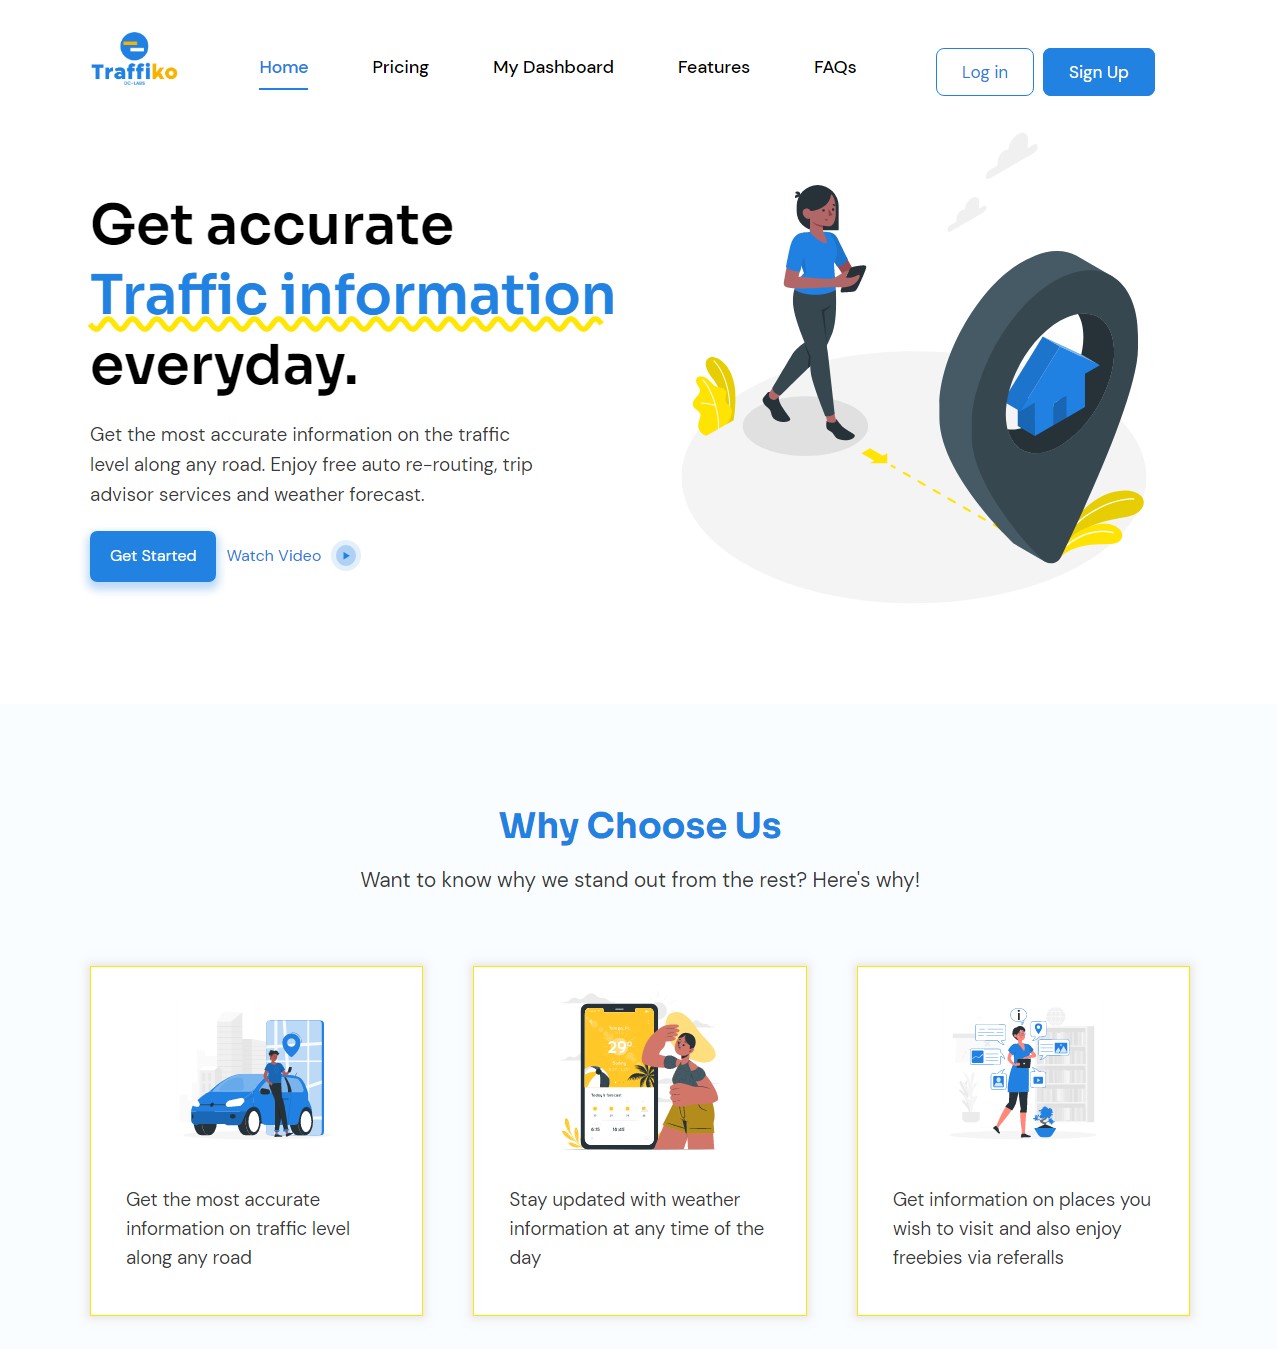 Traffiko
DC-LABS
Home
Pricing
My Dashboard
Features
FAQs
Log in
Sign Up
Get accurate
Traffic information
everyday.
Get the most accurate information on the traffic
level along any road. Enjoy free auto re-routing, trip
advisor services and weather forecast.
Get Started
Watch Video
Why Choose Us
Want to know why we stand out from the rest? Here's why!
29°
Today's forecast
Get the most accurate
information on traffic level
along any road
Stay updated with weather
information at any time of the
day
Get information on places you
wish to visit and also enjoy
freebies via referalls